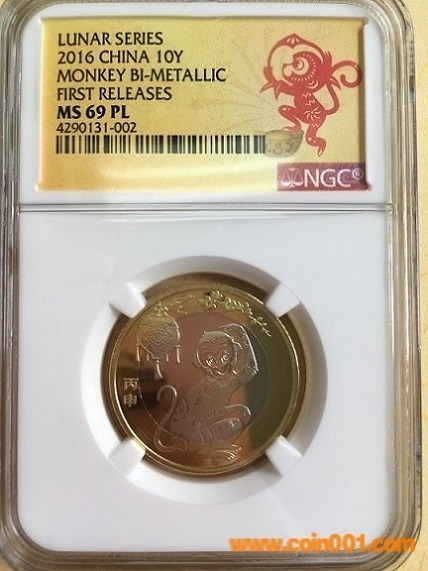 LUNAR SERIES
2016 CHINA 10Y
MONKEY BI-METALLIC
FIRST RELEASES
MS 69 PL
4290131-002
NGC®
丙
申
www.coin001.com